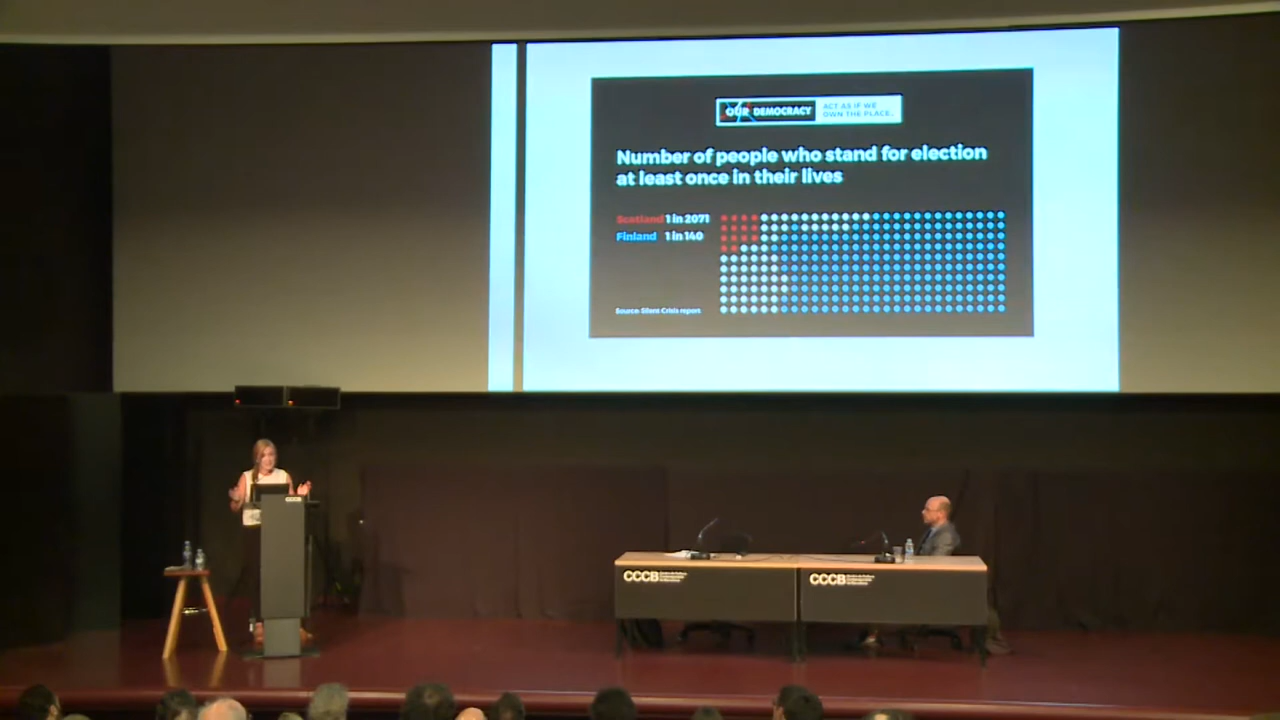 OUR DEMOCRACY
ACT AS IF WE
OWN THE PLACE.
Number of people who stand for election
at least once in their lives
Scotland 1 in 2071
Finland 1 in 140
Source: Silent Crisis report
CCCB
CCCB
CCCB